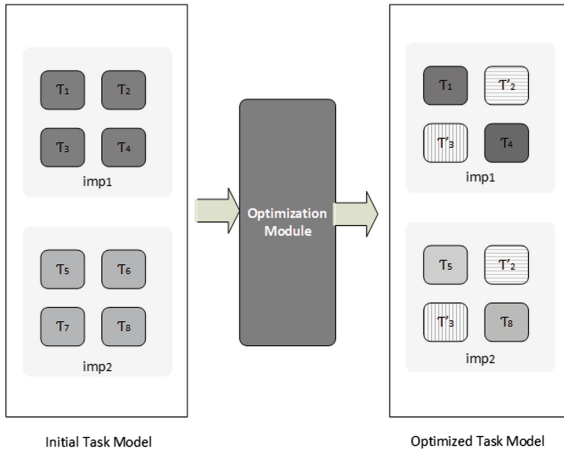 T₁ T₂
T₃ T₄
imp1
T₅ T₆
T₇ T₈
imp2
Initial Task Model
Optimization
Module
T₁ T'₂
T'₃ T₄
imp1
T₅ T'₂
T'₃ T₈
imp2
Optimized Task Model